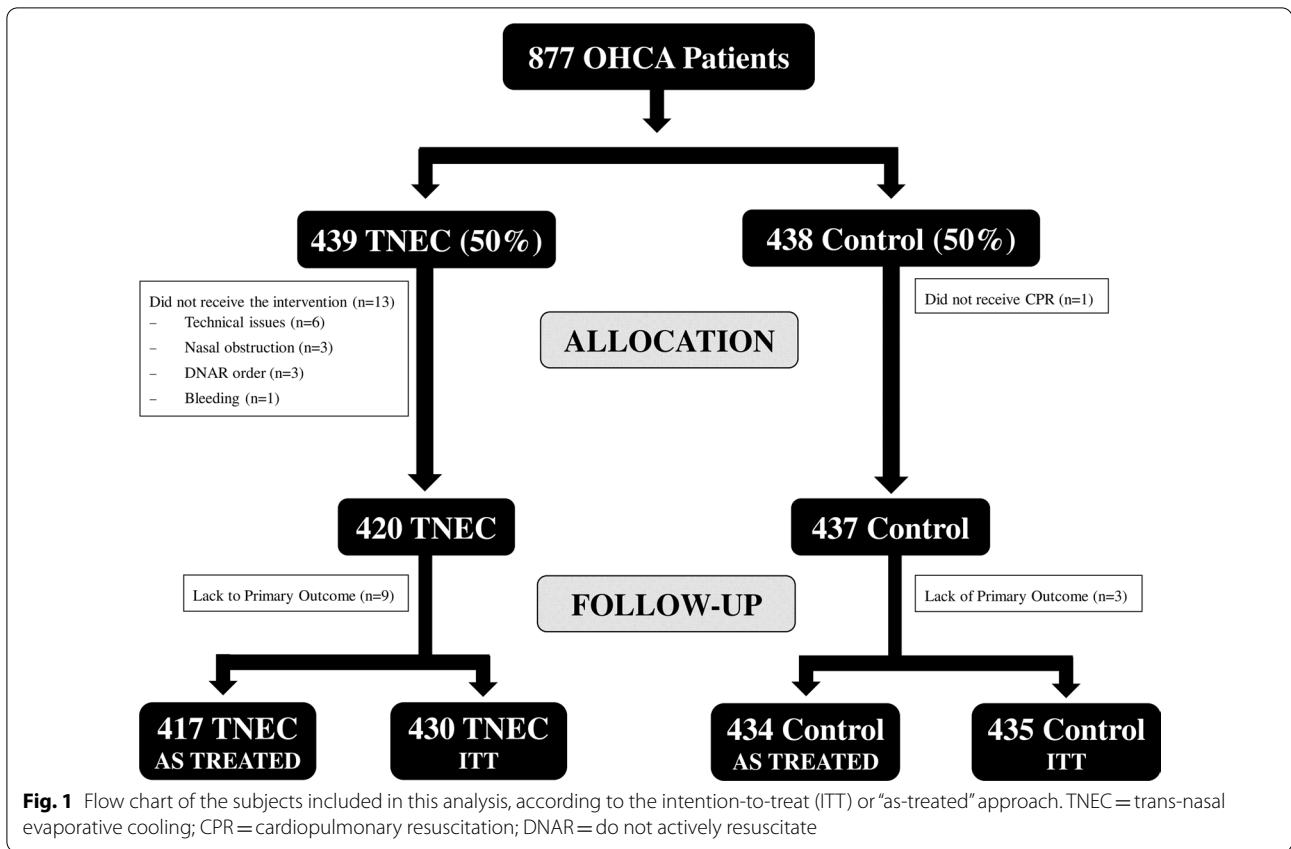 877 OHCA Patients
439 TNEC (50%)
438 Control (50%)
Did not receive the intervention (n=13)
– Technical issues (n=6)
– Nasal obstruction (n=3)
– DNAR order (n=3)
– Bleeding (n=1)
Did not receive CPR (n=1)
ALLOCATION
420 TNEC
437 Control
Lack to Primary Outcome (n=9)
FOLLOW-UP
Lack of Primary Outcome (n=3)
417 TNEC
AS TREATED
430 TNEC
ITT
434 Control
AS TREATED
435 Control
ITT
Fig. 1 Flow chart of the subjects included in this analysis, according to the intention-to-treat (ITT) or “as-treated” approach. TNEC = trans-nasal
evaporative cooling; CPR = cardiopulmonary resuscitation; DNAR = do not actively resuscitate